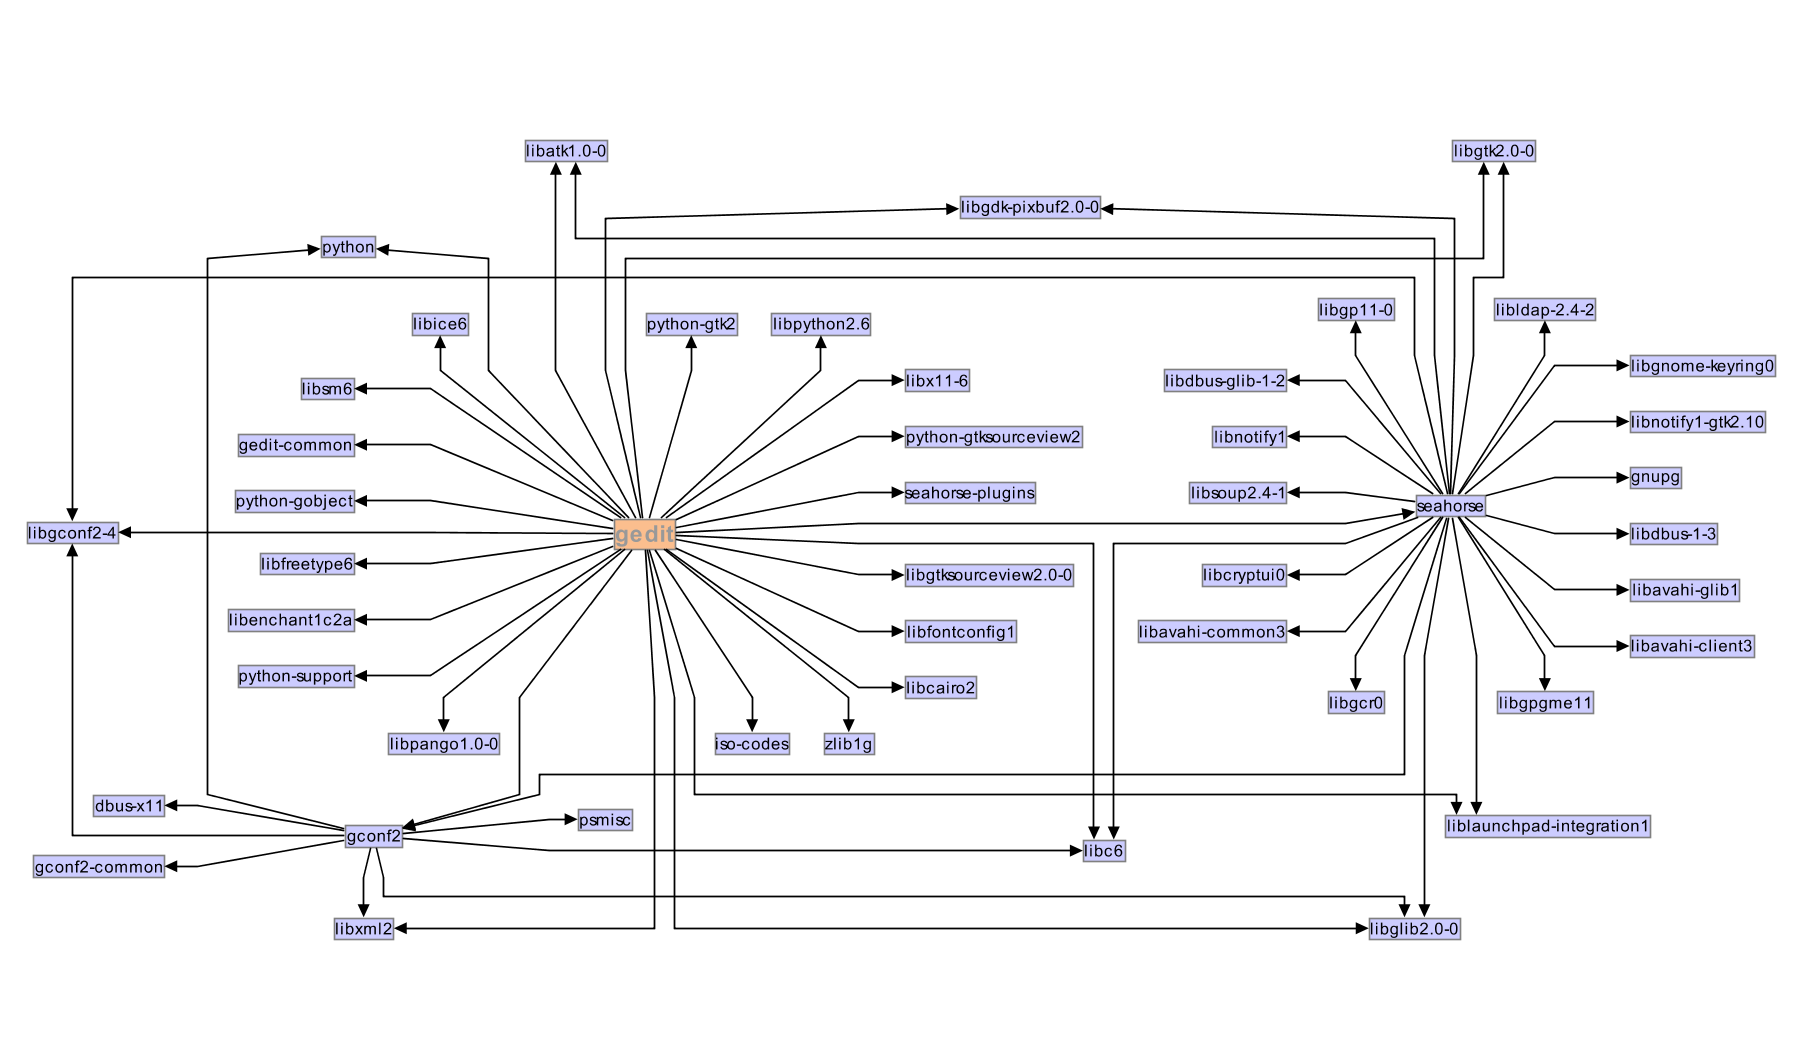 libatk1.0-0
libgtk2.0-0
libgdk-pixbuf2.0-0
python
libgp11-0
libldap-2.4-2
libice6
python-gtk2
libpython2.6
libgnome-keyring0
libsm6
libx11-6
libdbus-glib-1-2
libnotify1-gtk2.10
gedit-common
python-gtksourceview2
libnotify1
gnupg
python-gobject
seahorse-plugins
libsoup2.4-1
seahorse
libgconf2-4
gedit
libdbus-1-3
libfreetype6
libgtksourceview2.0-0
libcryptui0
libavahi-glib1
libenchant1c2a
libfontconfig1
libavahi-common3
libavahi-client3
python-support
libcairo2
libgcr0
libgpgme11
libpango1.0-0
iso-codes
zlib1g
dbus-x11
psmisc
liblaunchpad-integration1
gconf2
libc6
gconf2-common
libxml2
libglib2.0-0